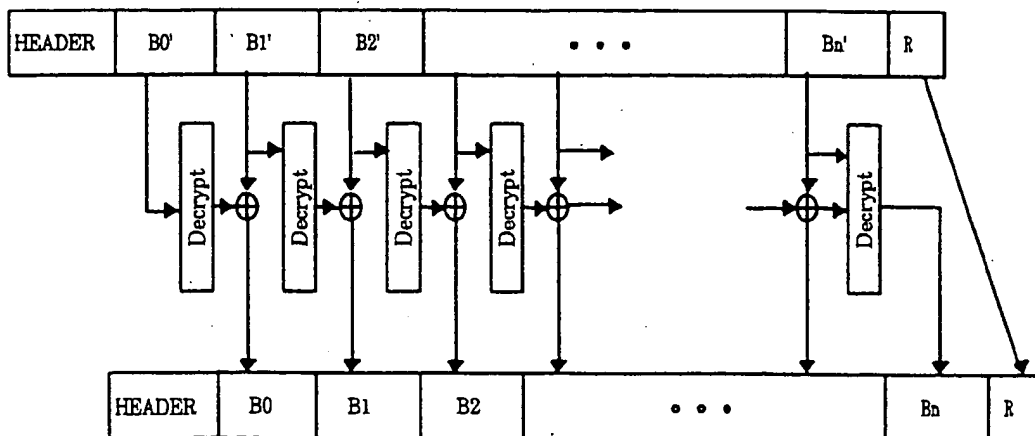 HEADER B0' B1' B2' • • • Bn' R
Decrypt Decrypt Decrypt Decrypt Decrypt
HEADER B0 B1 B2 • • • Bn R